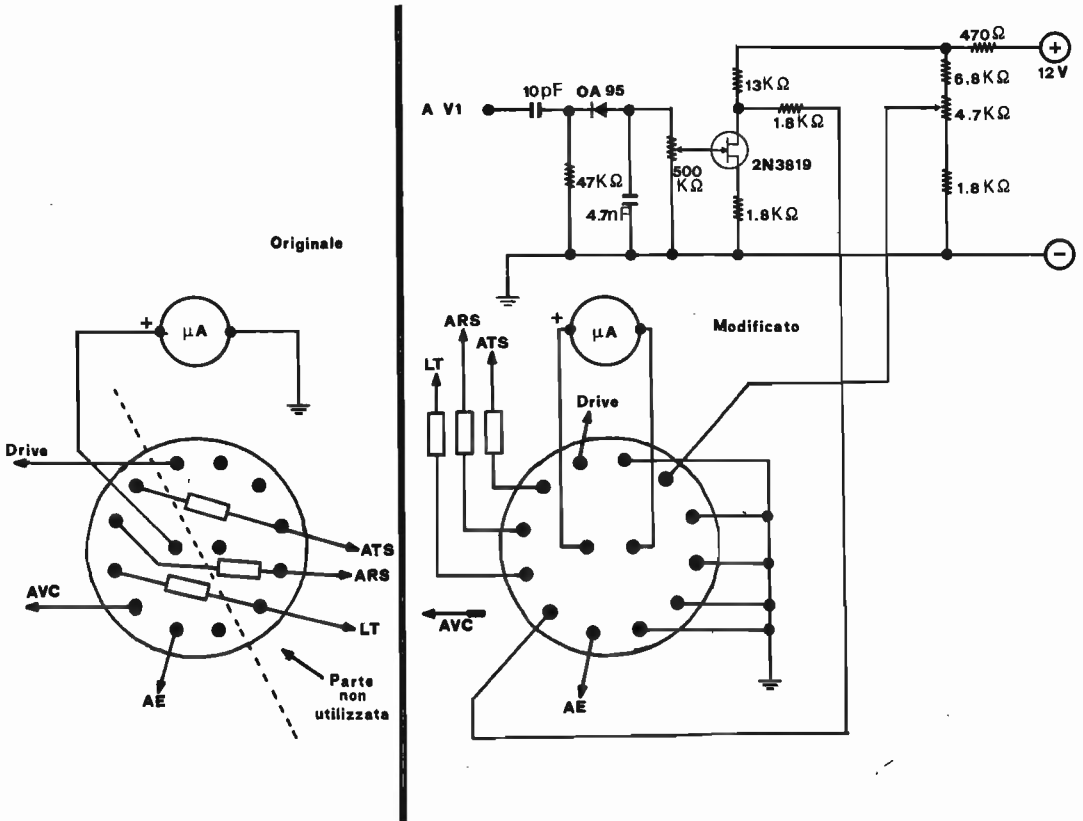 Originale
+
μA
Drive
ATS
ARS
AVC
LT
AE
Parte
non
utilizzata
470Ω
+
12 V
13KΩ
6.8KΩ
10pF
OA 95
A V1
1.8KΩ
4.7KΩ
2N3819
47KΩ
500
KΩ
4.7nF
1.8KΩ
1.8KΩ
−
ARS
ATS
LT
+
μA
Modificato
Drive
AVC
AE